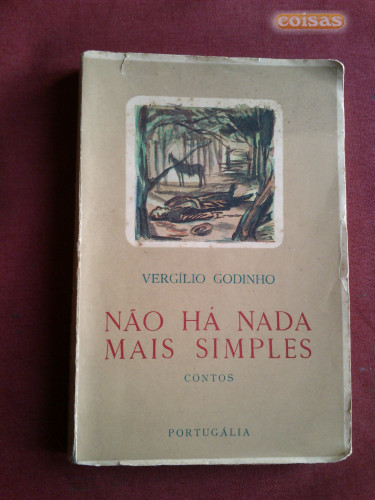 coisas
VERGÍLIO GODINHO
NÃO HÁ NADA
MAIS SIMPLES
CONTOS
PORTUGÁLIA